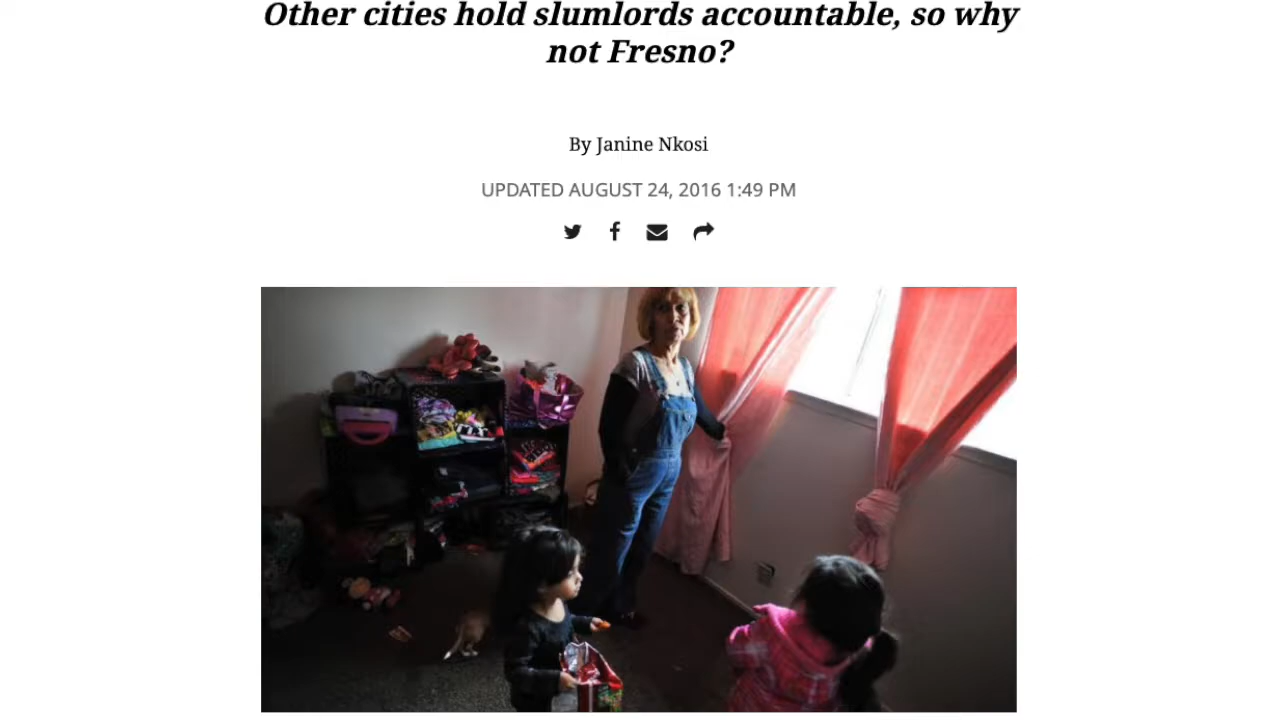 Other cities hold slumlords accountable, so why
not Fresno?
By Janine Nkosi
UPDATED AUGUST 24, 2016 1:49 PM